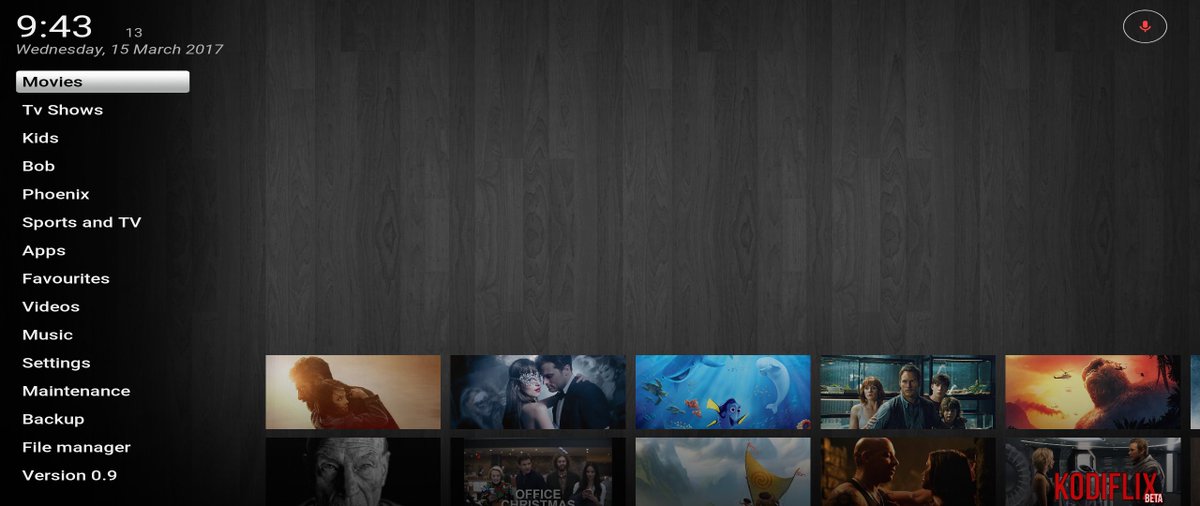 9:43
13
Wednesday, 15 March 2017
Movies
Tv Shows
Kids
Bob
Phoenix
Sports and TV
Apps
Favourites
Videos
Music
Settings
Maintenance
Backup
File manager
Version 0.9
OFFICE
CHRISTMAS
KODIFLIX
BETA